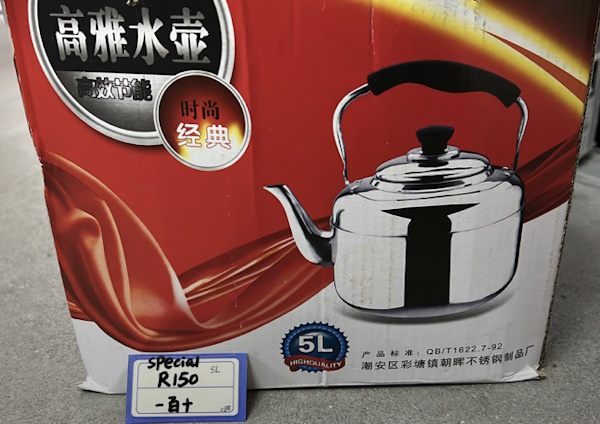 高雅水壶
高效节能
时尚
经典
5L
HIGHQUALITY
产品标准: QB/T1622.7-92
潮安区彩塘镇朝晖不锈钢制品厂
special
5L
R150
一百十